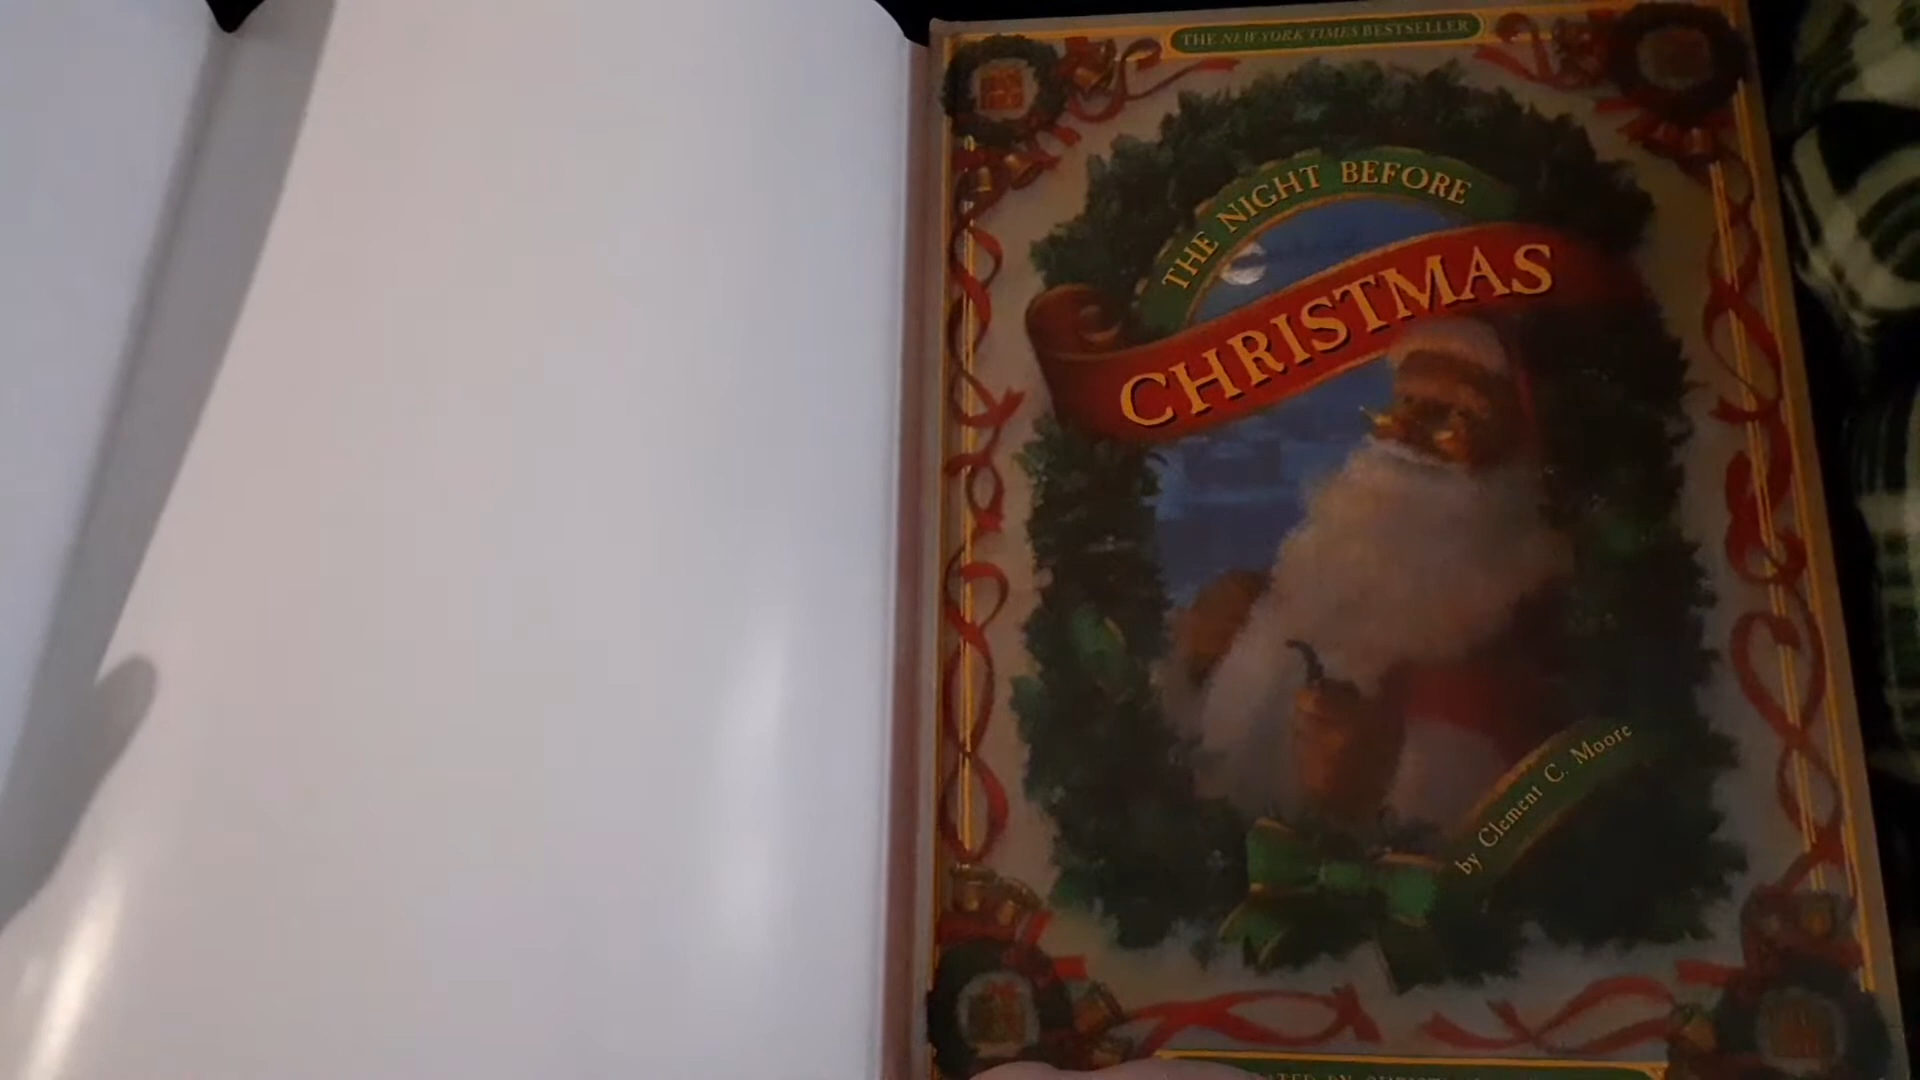 THE NEW YORK TIMES BESTSELLER
THE NIGHT BEFORE
CHRISTMAS
by Clement C. Moore